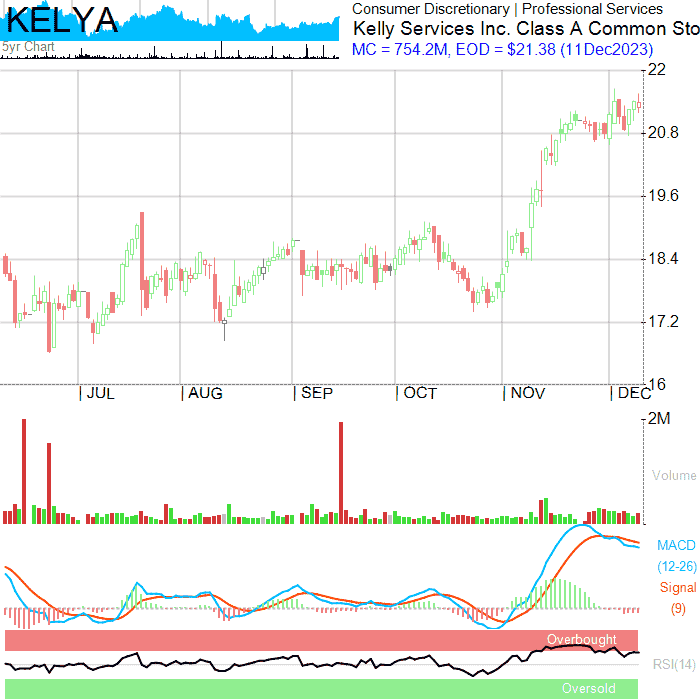 KELYA
5yr Chart
Consumer Discretionary | Professional Services
Kelly Services Inc. Class A Common Sto
MC = 754.2M, EOD = $21.38 (11Dec2023)
22
20.8
19.6
18.4
17.2
16
| JUL | AUG | SEP | OCT | NOV | DEC
2M
Volume
MACD
(12-26)
Signal
(9)
Overbought
RSI(14)
Oversold